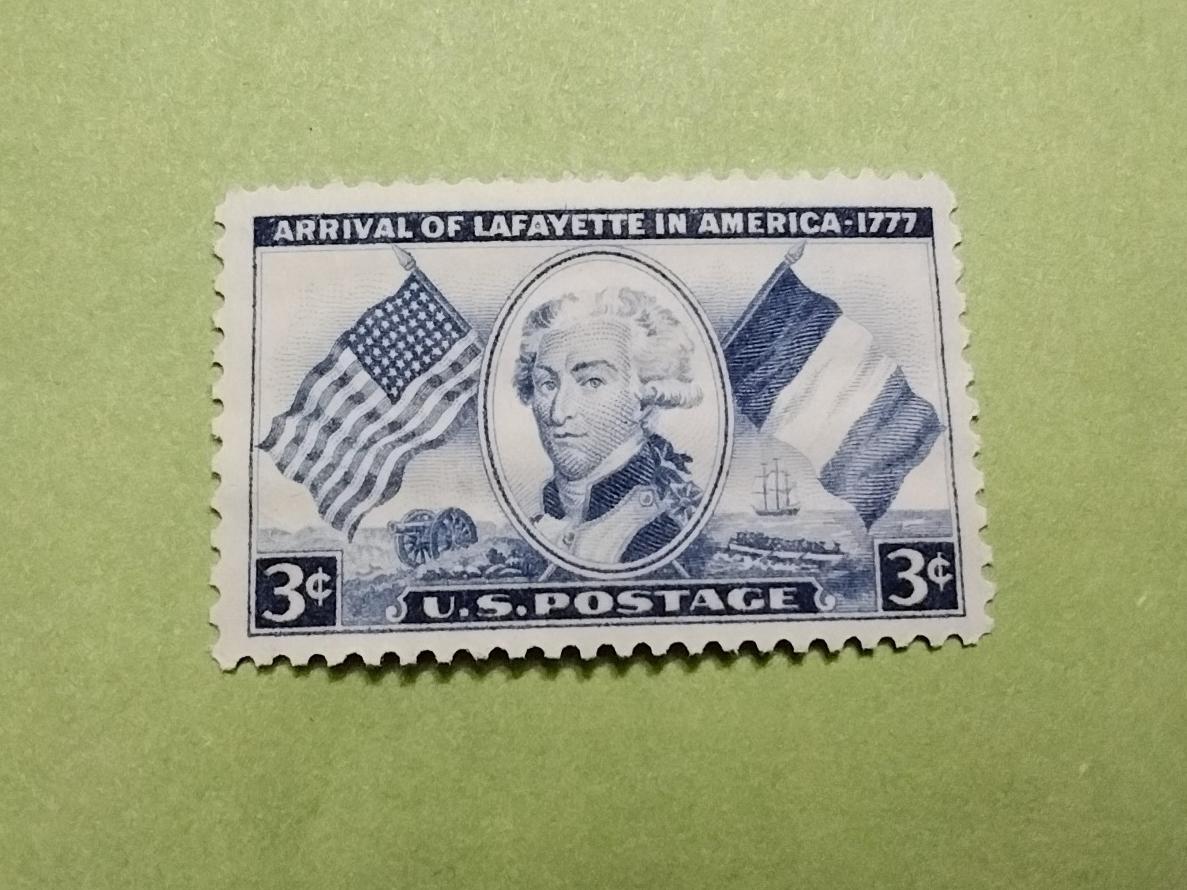 ARRIVAL OF LAFAYETTE IN AMERICA-1777
3¢
U.S.POSTAGE
3¢